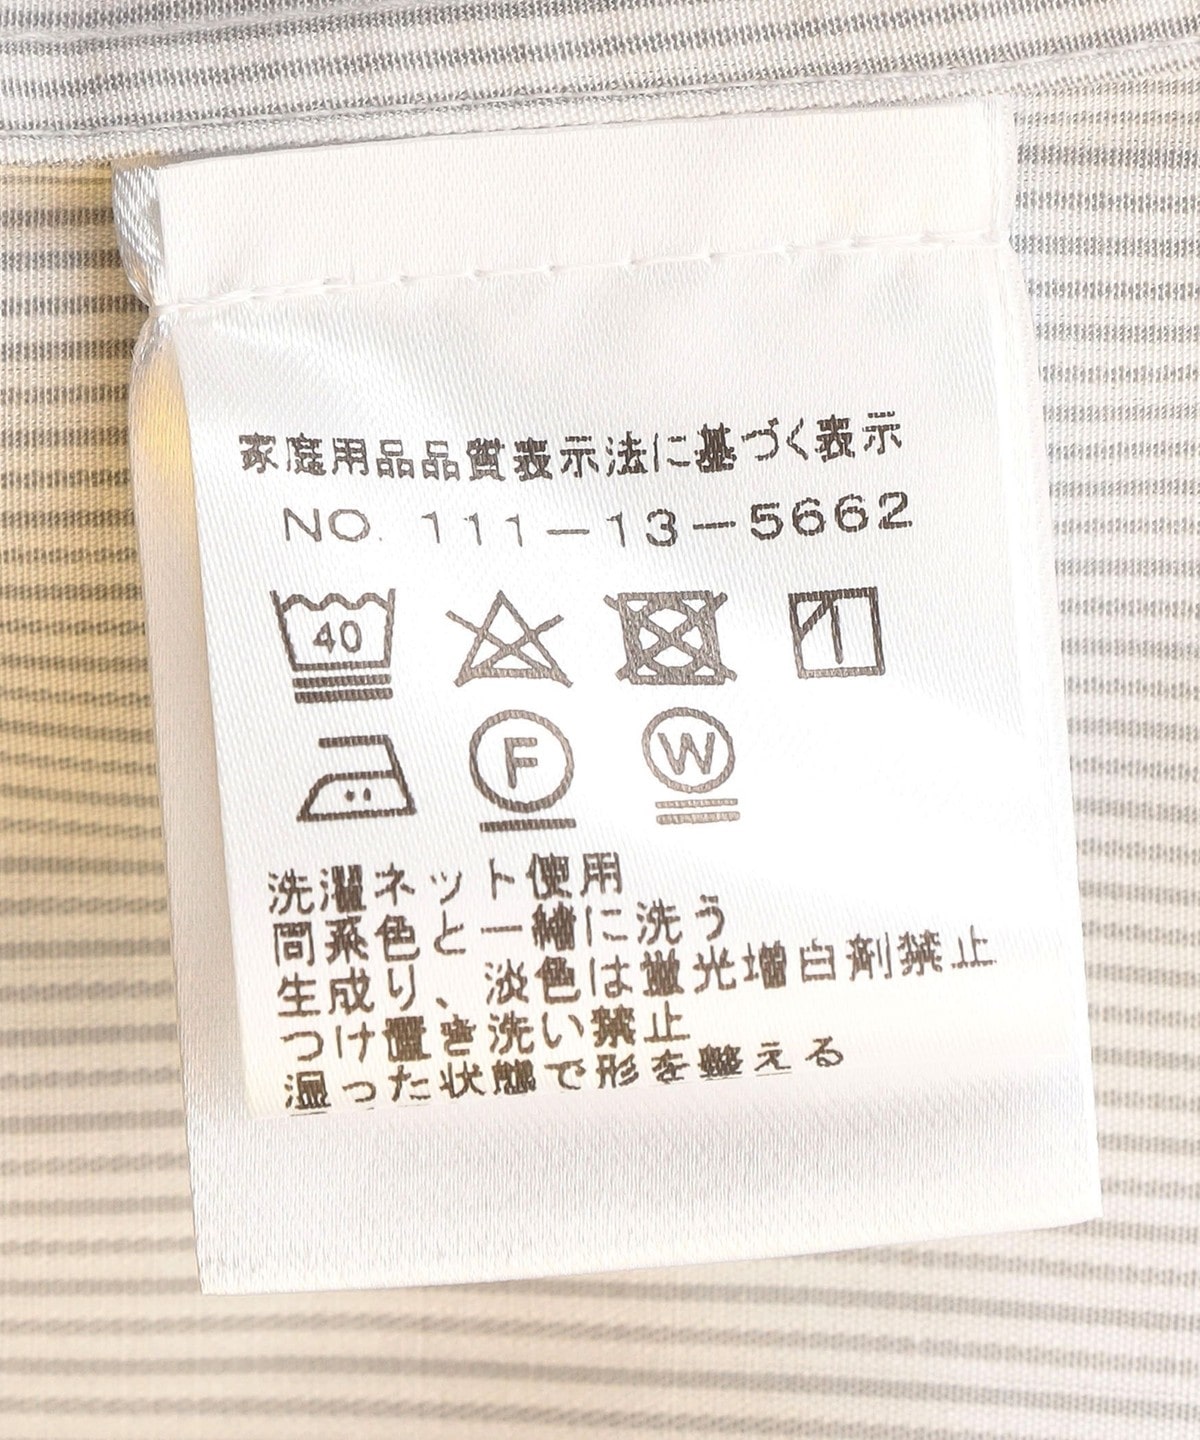 家庭用品品質表示法に基づく表示
NO. 111-13-5662
40
F
W
洗濯ネット使用
同系色と一緒に洗う
生成り、淡色は蛍光増白剤禁止
つけ置き洗い禁止
湿った状態で形を整える